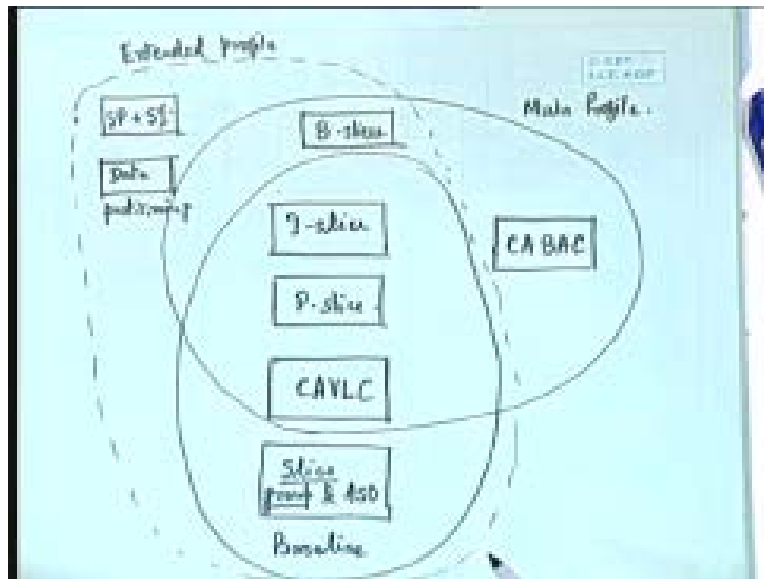 Extended Profile
Main Profile.
SP + SI
B-slice
Data
partitioning
I-slice
CABAC
P-slice.
CAVLC
Slice
group & ASO
Baseline